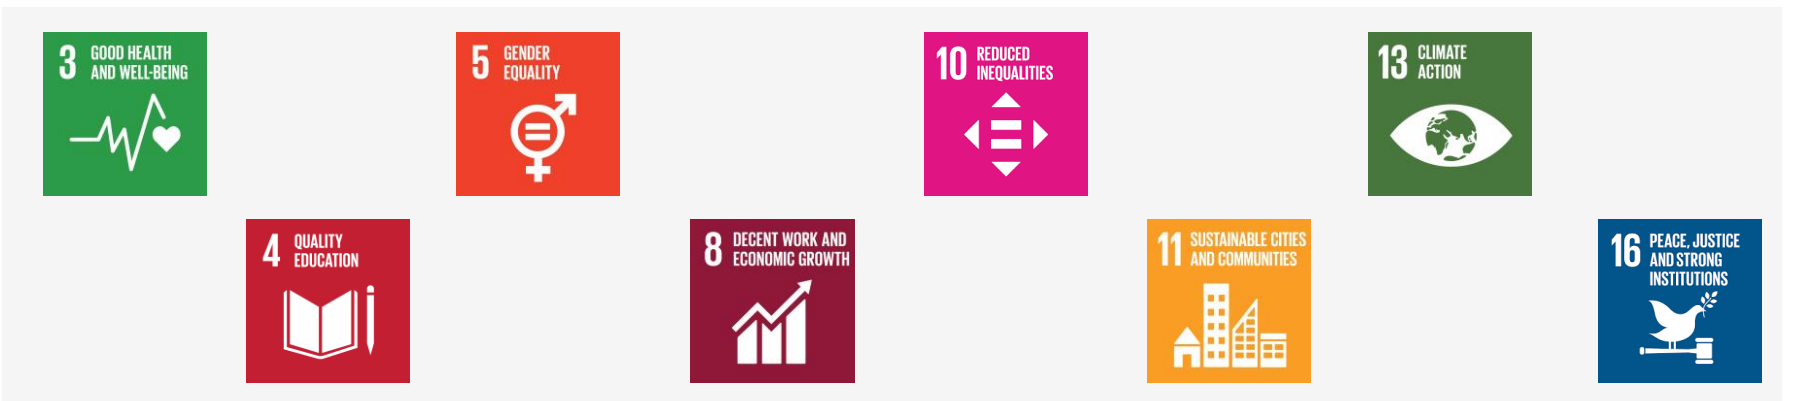 3 GOOD HEALTH
AND WELL-BEING
4 QUALITY
EDUCATION
5 GENDER
EQUALITY
8 DECENT WORK AND
ECONOMIC GROWTH
10 REDUCED
INEQUALITIES
11 SUSTAINABLE CITIES
AND COMMUNITIES
13 CLIMATE
ACTION
16 PEACE, JUSTICE
AND STRONG
INSTITUTIONS